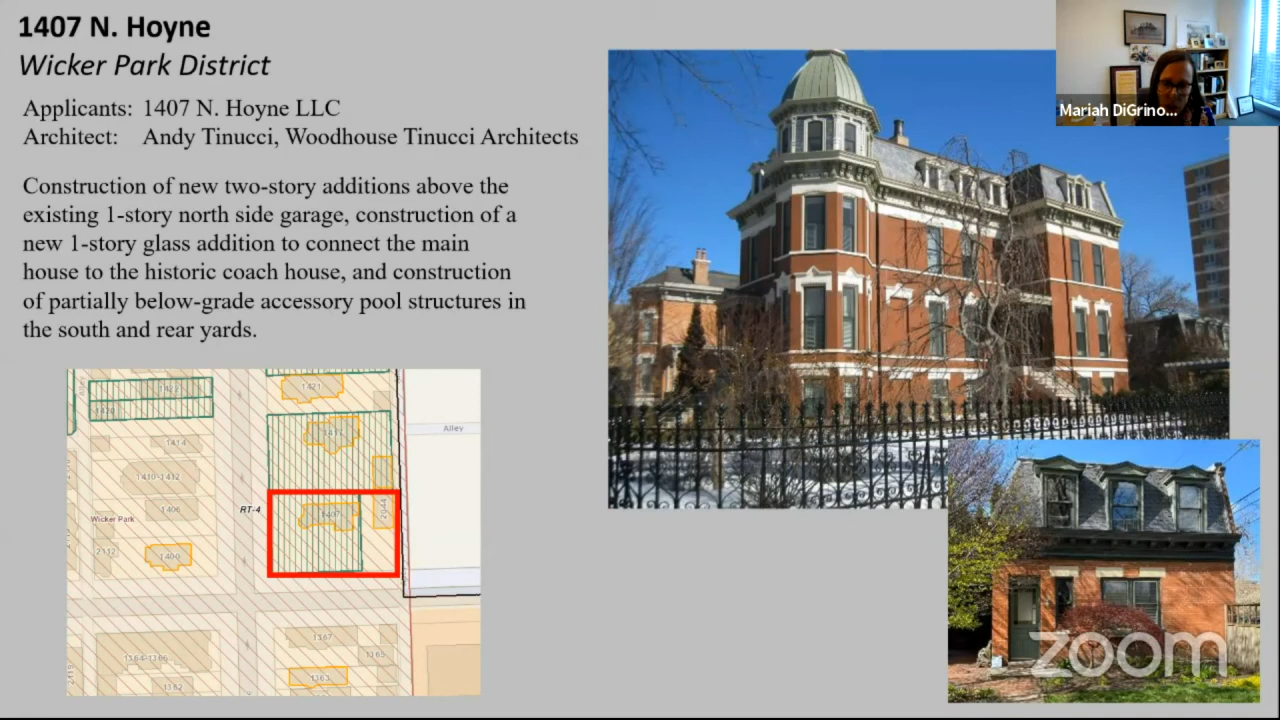 1407 N. Hoyne
Wicker Park District
Applicants: 1407 N. Hoyne LLC
Architect: Andy Tinucci, Woodhouse Tinucci Architects
Construction of new two-story additions above the
existing 1-story north side garage, construction of a
new 1-story glass addition to connect the main
house to the historic coach house, and construction
of partially below-grade accessory pool structures in
the south and rear yards.
Mariah DiGrino...
1421
1414
Alley
1410-1412
1406
RT-4
1407
2044
Wicker Park
2112
1400
1367
1364-1366
1365
1363
1362
zoom